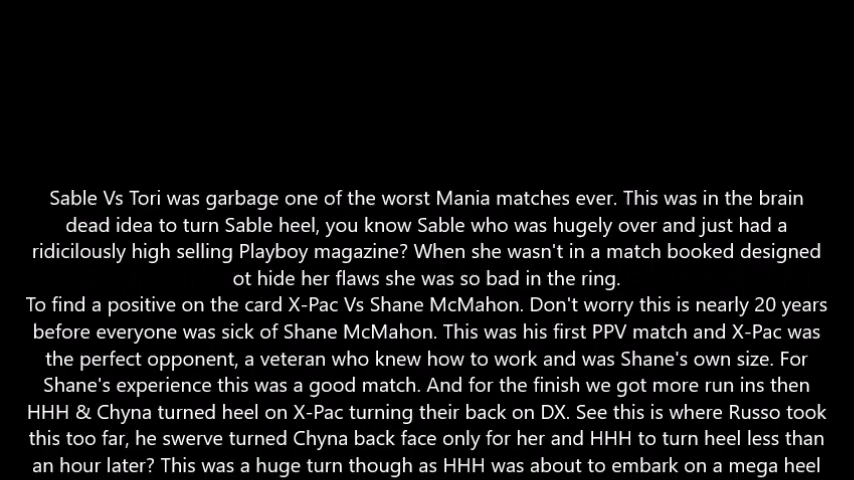 Sable Vs Tori was garbage one of the worst Mania matches ever. This was in the brain
dead idea to turn Sable heel, you know Sable who was hugely over and just had a
ridicilously high selling Playboy magazine? When she wasn't in a match booked designed
ot hide her flaws she was so bad in the ring.
To find a positive on the card X-Pac Vs Shane McMahon. Don't worry this is nearly 20 years
before everyone was sick of Shane McMahon. This was his first PPV match and X-Pac was
the perfect opponent, a veteran who knew how to work and was Shane's own size. For
Shane's experience this was a good match. And for the finish we got more run ins then
HHH & Chyna turned heel on X-Pac turning their back on DX. See this is where Russo took
this too far, he swerve turned Chyna back face only for her and HHH to turn heel less than
an hour later? This was a huge turn though as HHH was about to embark on a mega heel